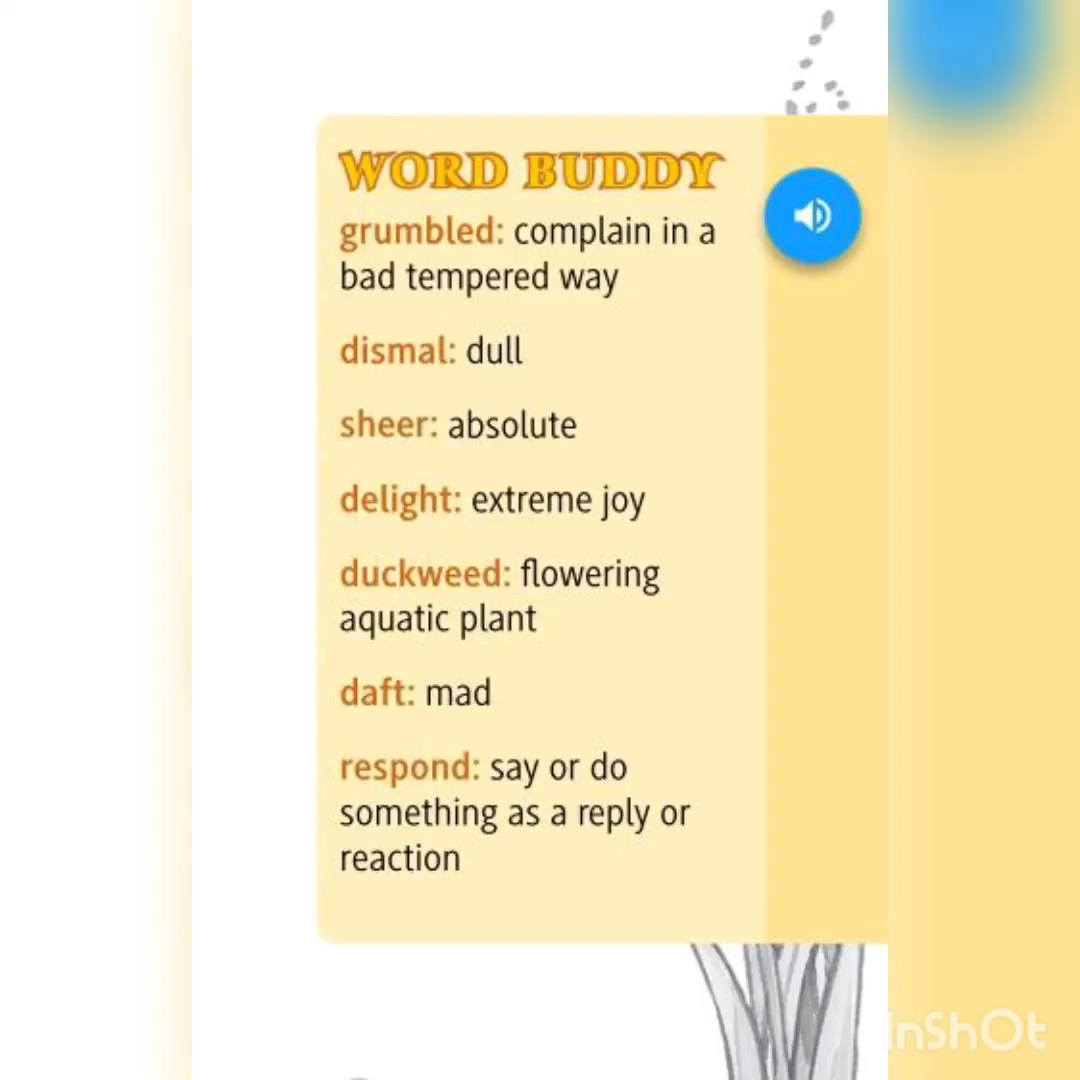 WORD BUDDY
grumbled: complain in a
bad tempered way
dismal: dull
sheer: absolute
delight: extreme joy
duckweed: flowering
aquatic plant
daft: mad
respond: say or do
something as a reply or
reaction
InShOt